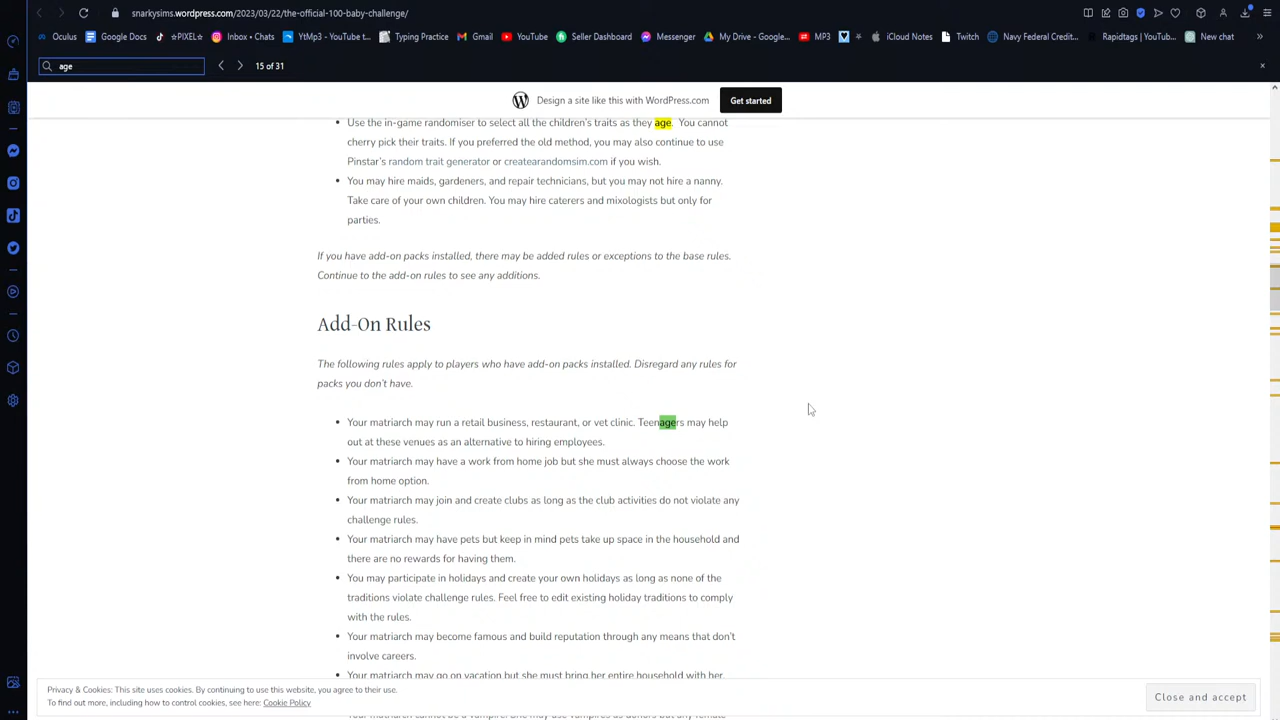 snarkysims.wordpress.com/2023/03/22/the-official-100-baby-challenge/
Oculus Google Docs ★PIXEL★ Inbox • Chats YtMp3 - YouTube t... Typing Practice Gmail YouTube Seller Dashboard Messenger My Drive - Google... MP3 iCloud Notes Twitch Navy Federal Credit... Rapidtags | YouTub... New chat
age
15 of 31
Design a site like this with WordPress.com
Get started
• Use the in-game randomiser to select all the children's traits as they age. You cannot
cherry pick their traits. If you preferred the old method, you may also continue to use
Pinstar's random trait generator or createarandomsim.com if you wish.
• You may hire maids, gardeners, and repair technicians, but you may not hire a nanny.
Take care of your own children. You may hire caterers and mixologists but only for
parties.
If you have add-on packs installed, there may be added rules or exceptions to the base rules.
Continue to the add-on rules to see any additions.
Add-On Rules
The following rules apply to players who have add-on packs installed. Disregard any rules for
packs you don't have.
• Your matriarch may run a retail business, restaurant, or vet clinic. Teenagers may help
out at these venues as an alternative to hiring employees.
• Your matriarch may have a work from home job but she must always choose the work
from home option.
• Your matriarch may join and create clubs as long as the club activities do not violate any
challenge rules.
• Your matriarch may have pets but keep in mind pets take up space in the household and
there are no rewards for having them.
• You may participate in holidays and create your own holidays as long as none of the
traditions violate challenge rules. Feel free to edit existing holiday traditions to comply
with the rules.
• Your matriarch may become famous and build reputation through any means that don't
involve careers.
• Your matriarch may go on vacation but she must bring her entire household with her.
Privacy & Cookies: This site uses cookies. By continuing to use this website, you agree to their use.
To find out more, including how to control cookies, see here: Cookie Policy
Close and accept